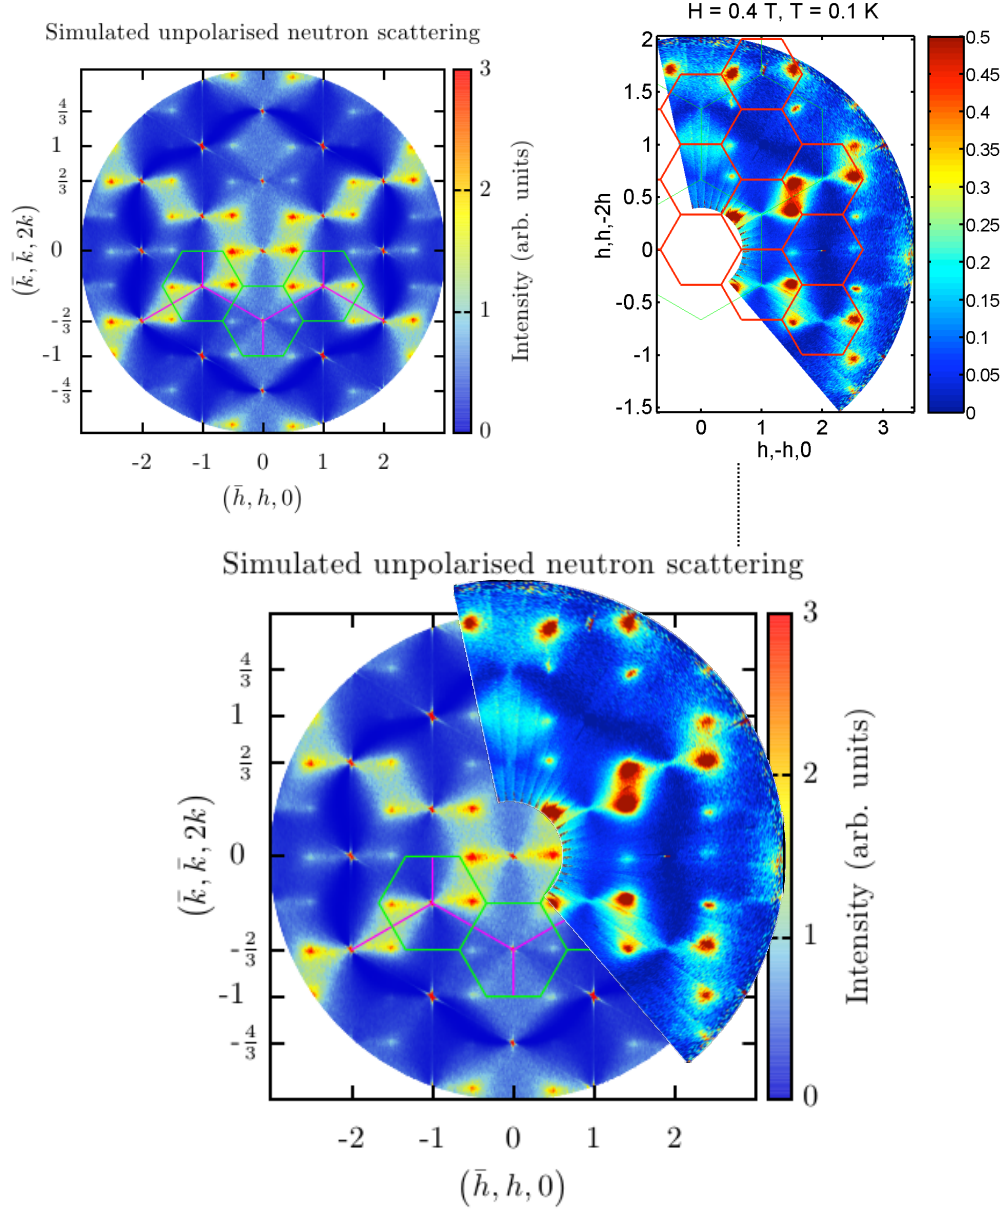 Simulated unpolarised neutron scattering
3
2
1
0
Intensity (arb. units)
4/3
1
2/3
0
-2/3
-1
-4/3
(k̄, k̄, 2k)
-2 -1 0 1 2
(h̄, h, 0)
H = 0.4 T, T = 0.1 K
2
1.5
1
0.5
0
-0.5
-1
-1.5
h,h,-2h
0 1 2 3
h,-h,0
0.5
0.45
0.4
0.35
0.3
0.25
0.2
0.15
0.1
0.05
0
Simulated unpolarised neutron scattering
4/3
1
2/3
0
-2/3
-1
-4/3
(k̄, k̄, 2k)
-2 -1 0 1 2
(h̄, h, 0)
3
2
1
0
Intensity (arb. units)